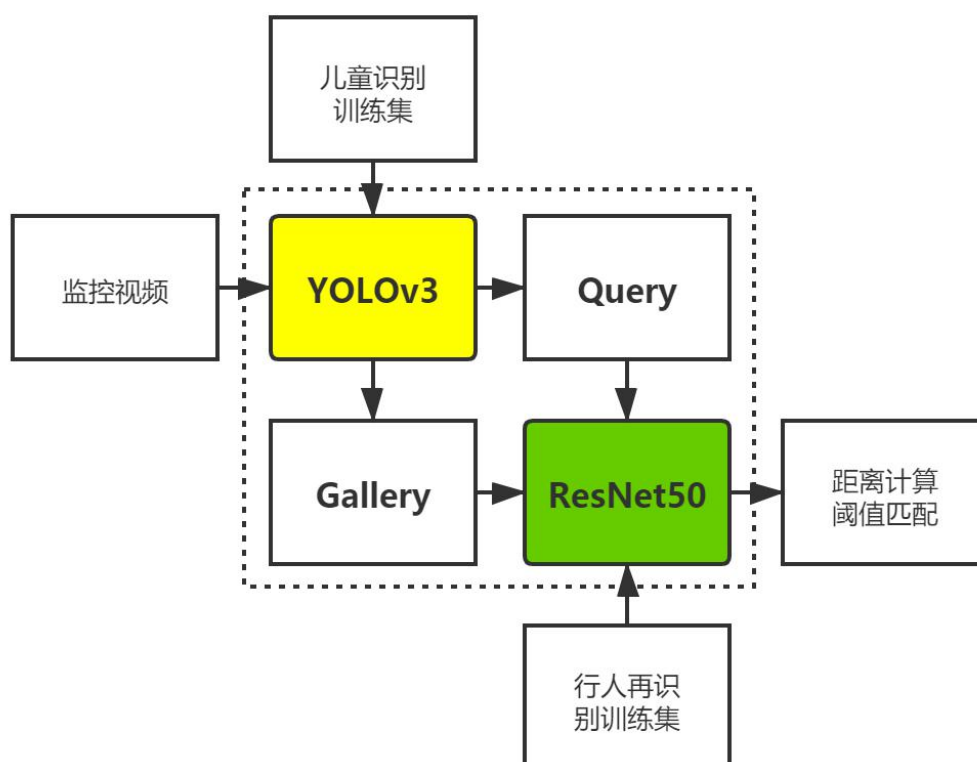 儿童识别
训练集
监控视频
YOLOv3
Query
Gallery
ResNet50
距离计算
阈值匹配
行人再识
别训练集